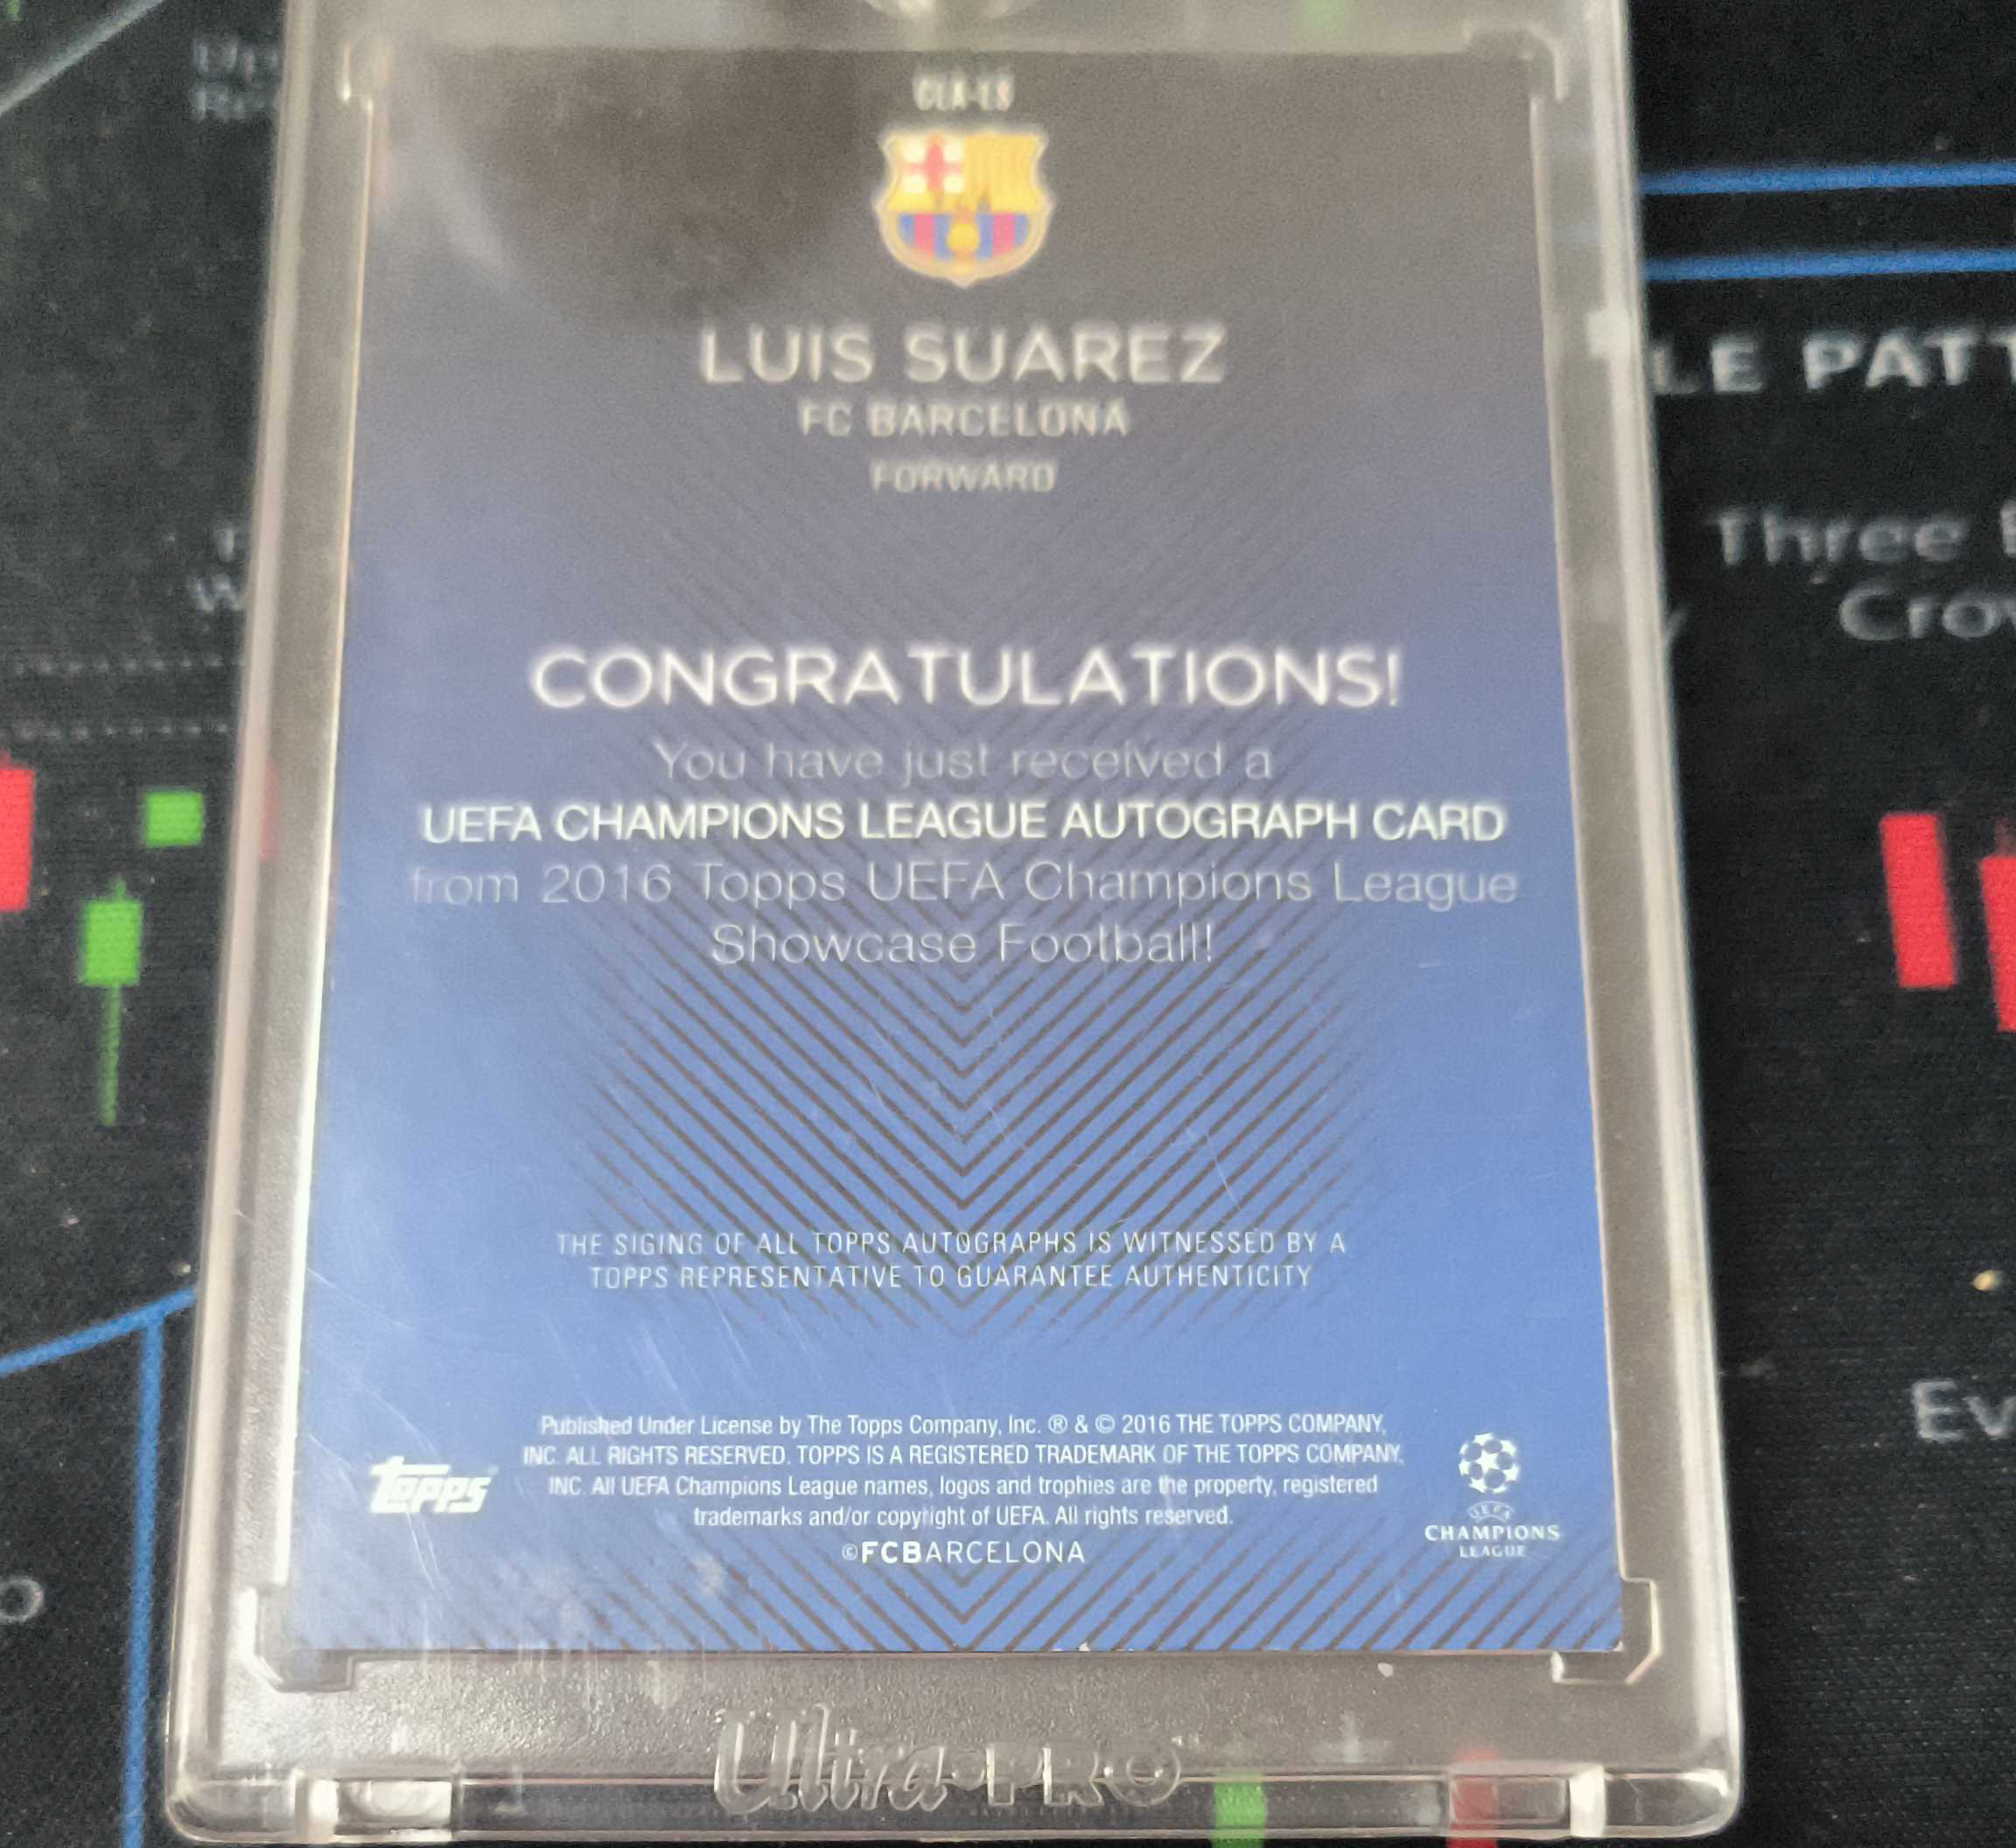 CLA-LS
LUIS SUAREZ
FC BARCELONA
FORWARD
CONGRATULATIONS!
You have just received a
UEFA CHAMPIONS LEAGUE AUTOGRAPH CARD
from 2016 Topps UEFA Champions League
Showcase Football!
THE SIGING OF ALL TOPPS AUTOGRAPHS IS WITNESSED BY A
TOPPS REPRESENTATIVE TO GUARANTEE AUTHENTICITY
Published Under License by The Topps Company, Inc. ® & © 2016 THE TOPPS COMPANY,
INC. ALL RIGHTS RESERVED. TOPPS IS A REGISTERED TRADEMARK OF THE TOPPS COMPANY,
INC. All UEFA Champions League names, logos and trophies are the property, registered
trademarks and/or copyright of UEFA. All rights reserved.
©FCBARCELONA
Topps
UEFA
CHAMPIONS
LEAGUE
Ultra·PRO
LE PATT
Three
Cro
Ev